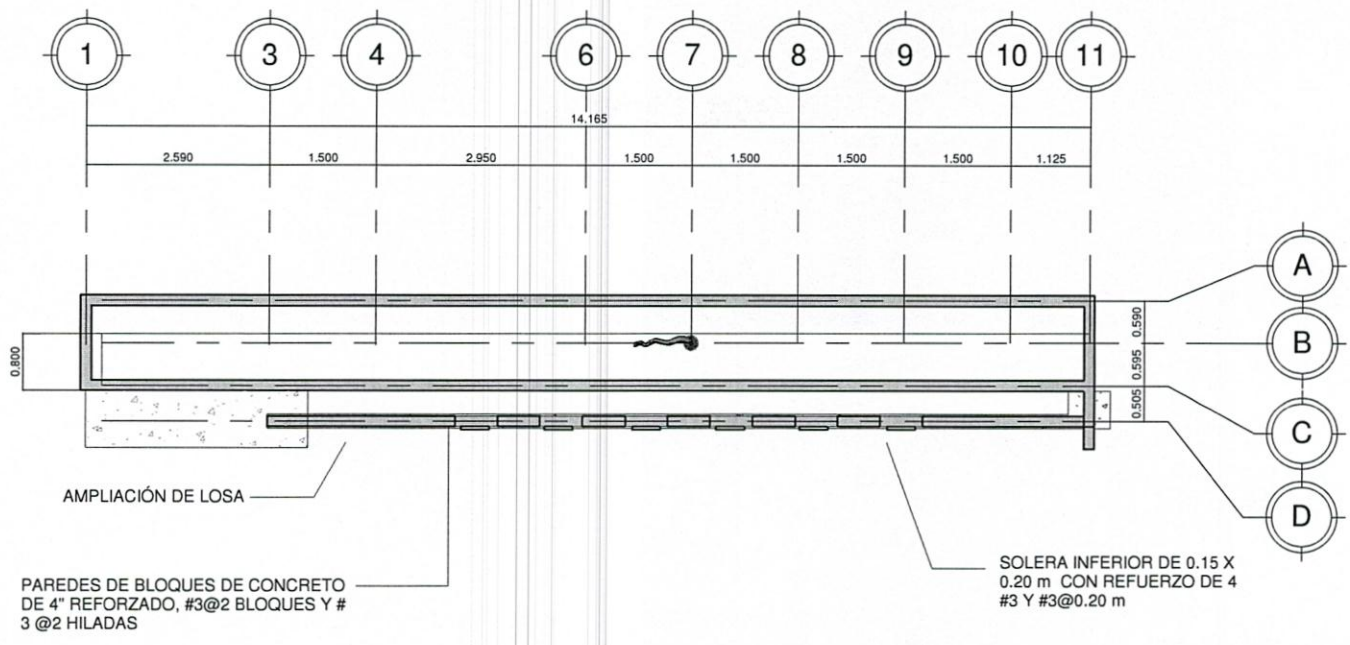 1 3 4 6 7 8 9 10 11
14.165
2.590 1.500 2.950 1.500 1.500 1.500 1.500 1.125
A
0.590
B
0.800
0.595
0.505
C
D
AMPLIACIÓN DE LOSA
PAREDES DE BLOQUES DE CONCRETO
DE 4" REFORZADO, #3@2 BLOQUES Y #
3 @2 HILADAS
SOLERA INFERIOR DE 0.15 X
0.20 m CON REFUERZO DE 4
#3 Y #3@0.20 m